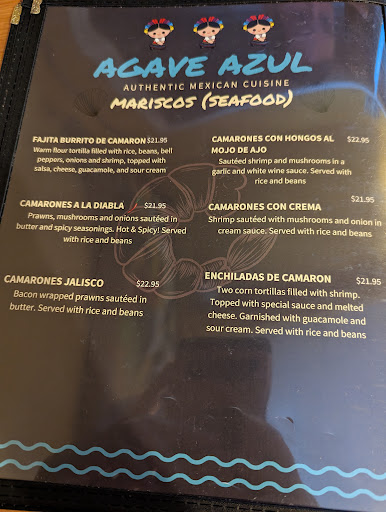 AGAVE AZUL
AUTHENTIC MEXICAN CUISINE
MARISCOS (SEAFOOD)
FAJITA BURRITO DE CAMARON $21.95
Warm flour tortilla filled with rice, beans, bell
peppers, onions and shrimp, topped with
salsa, cheese, guacamole, and sour cream
CAMARONES A LA DIABLA $21.95
Prawns, mushrooms and onions sautéed in
butter and spicy seasonings. Hot & Spicy! Served
with rice and beans
CAMARONES JALISCO $22.95
Bacon wrapped prawns sautéed in
butter. Served with rice and beans
CAMARONES CON HONGOS AL $22.95
MOJO DE AJO
Sautéed shrimp and mushrooms in a
garlic and white wine sauce. Served with
rice and beans
CAMARONES CON CREMA $21.95
Shrimp sautéed with mushrooms and onion in
cream sauce. Served with rice and beans
ENCHILADAS DE CAMARON $21.95
Two corn tortillas filled with shrimp.
Topped with special sauce and melted
cheese. Garnished with guacamole and
sour cream. Served with rice and beans